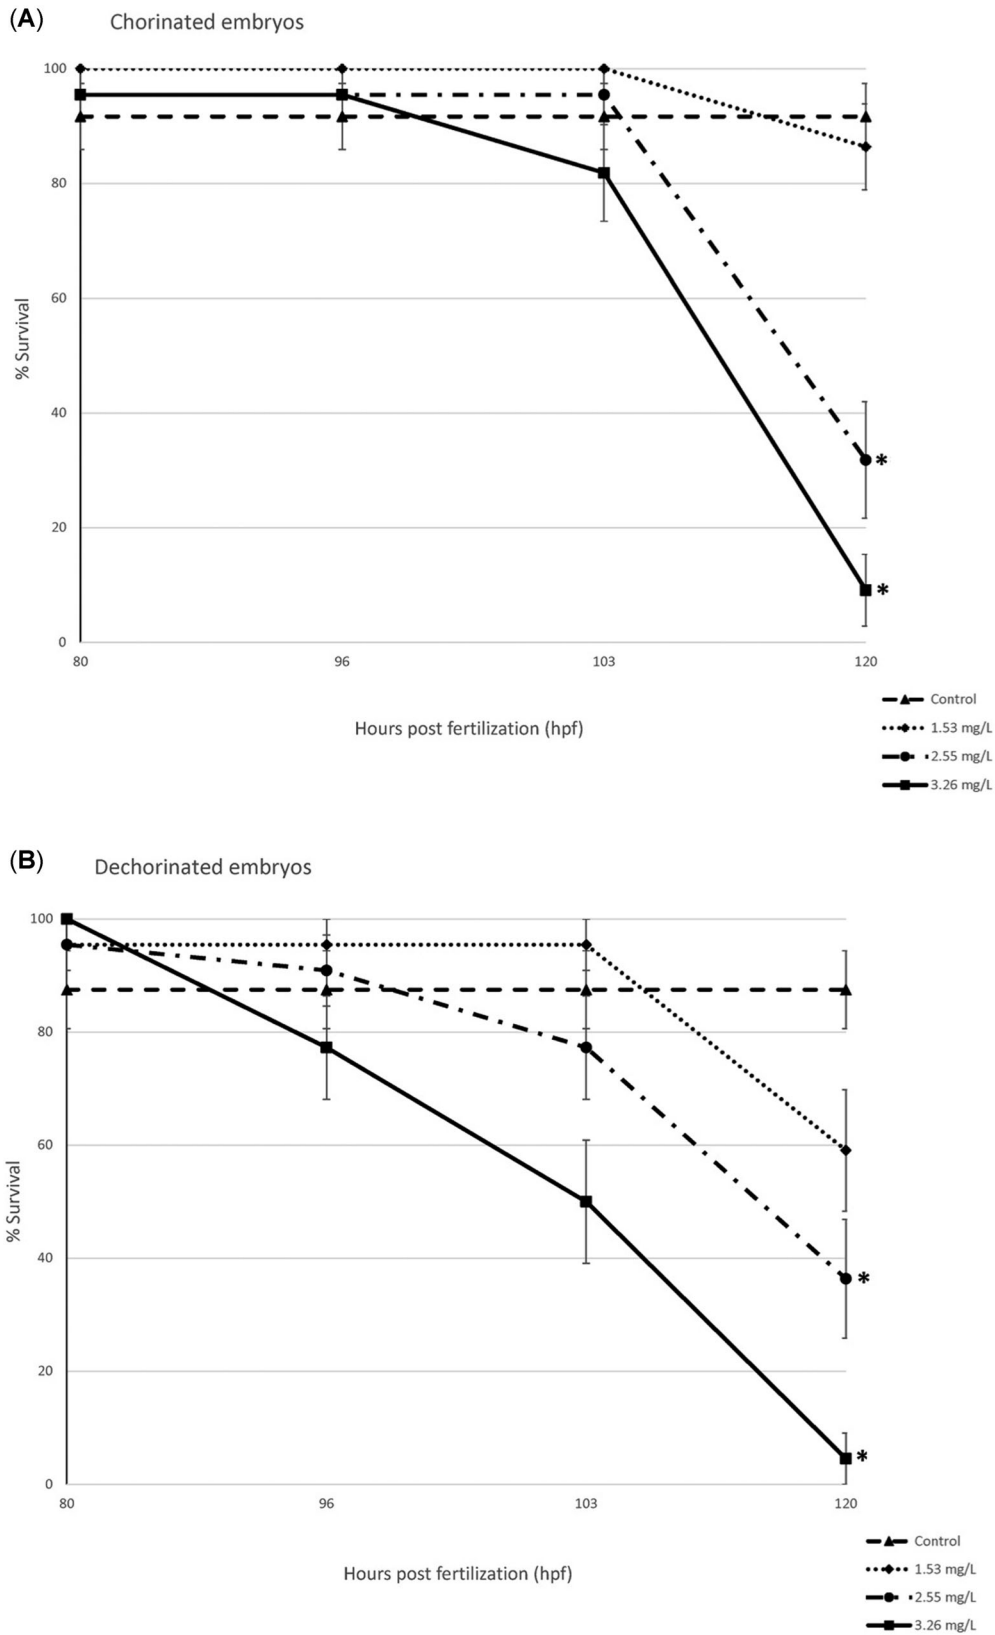 (A)
Chorinated embryos
100
80
60
40
20
0
% Survival
*
*
80 96 103 120
Hours post fertilization (hpf)
Control
1.53 mg/L
2.55 mg/L
3.26 mg/L
(B)
Dechorinated embryos
100
80
60
40
20
0
% Survival
*
*
80 96 103 120
Hours post fertilization (hpf)
Control
1.53 mg/L
2.55 mg/L
3.26 mg/L